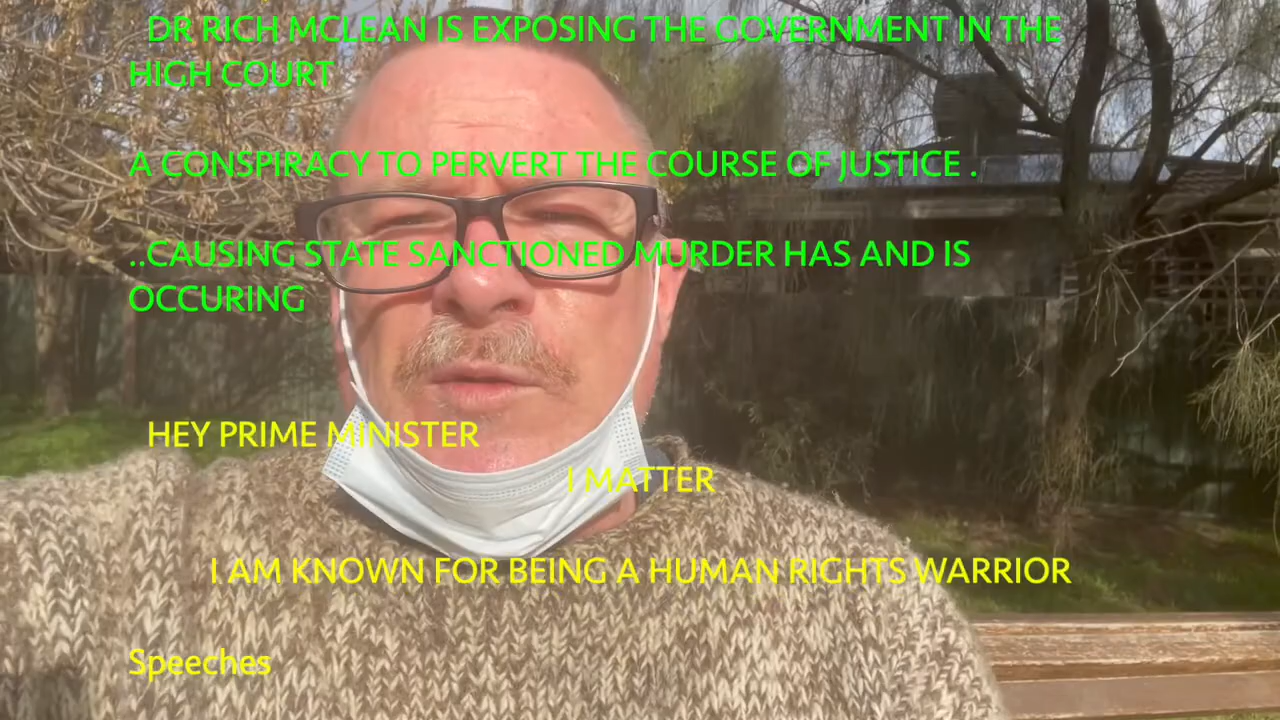 DR RICH MCLEAN IS EXPOSING THE GOVERNMENT IN THE
HIGH COURT
A CONSPIRACY TO PERVERT THE COURSE OF JUSTICE .
..CAUSING STATE SANCTIONED MURDER HAS AND IS
OCCURING
HEY PRIME MINISTER
I MATTER
I AM KNOWN FOR BEING A HUMAN RIGHTS WARRIOR
Speeches